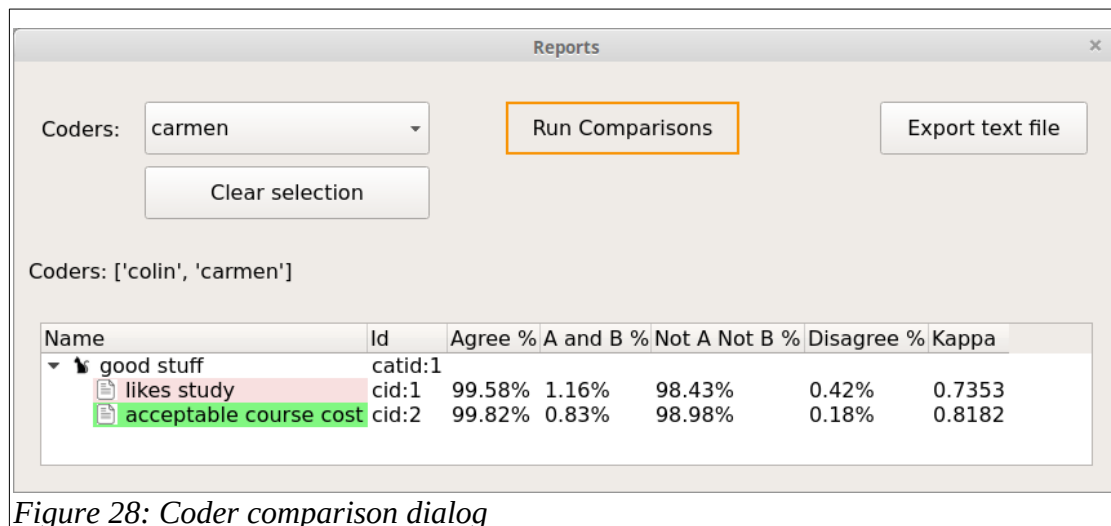 Reports ×
Coders: carmen Run Comparisons Export text file
Clear selection
Coders: ['colin', 'carmen']
Name Id Agree % A and B % Not A Not B % Disagree % Kappa
good stuff catid:1
likes study cid:1 99.58% 1.16% 98.43% 0.42% 0.7353
acceptable course cost cid:2 99.82% 0.83% 98.98% 0.18% 0.8182
Figure 28: Coder comparison dialog